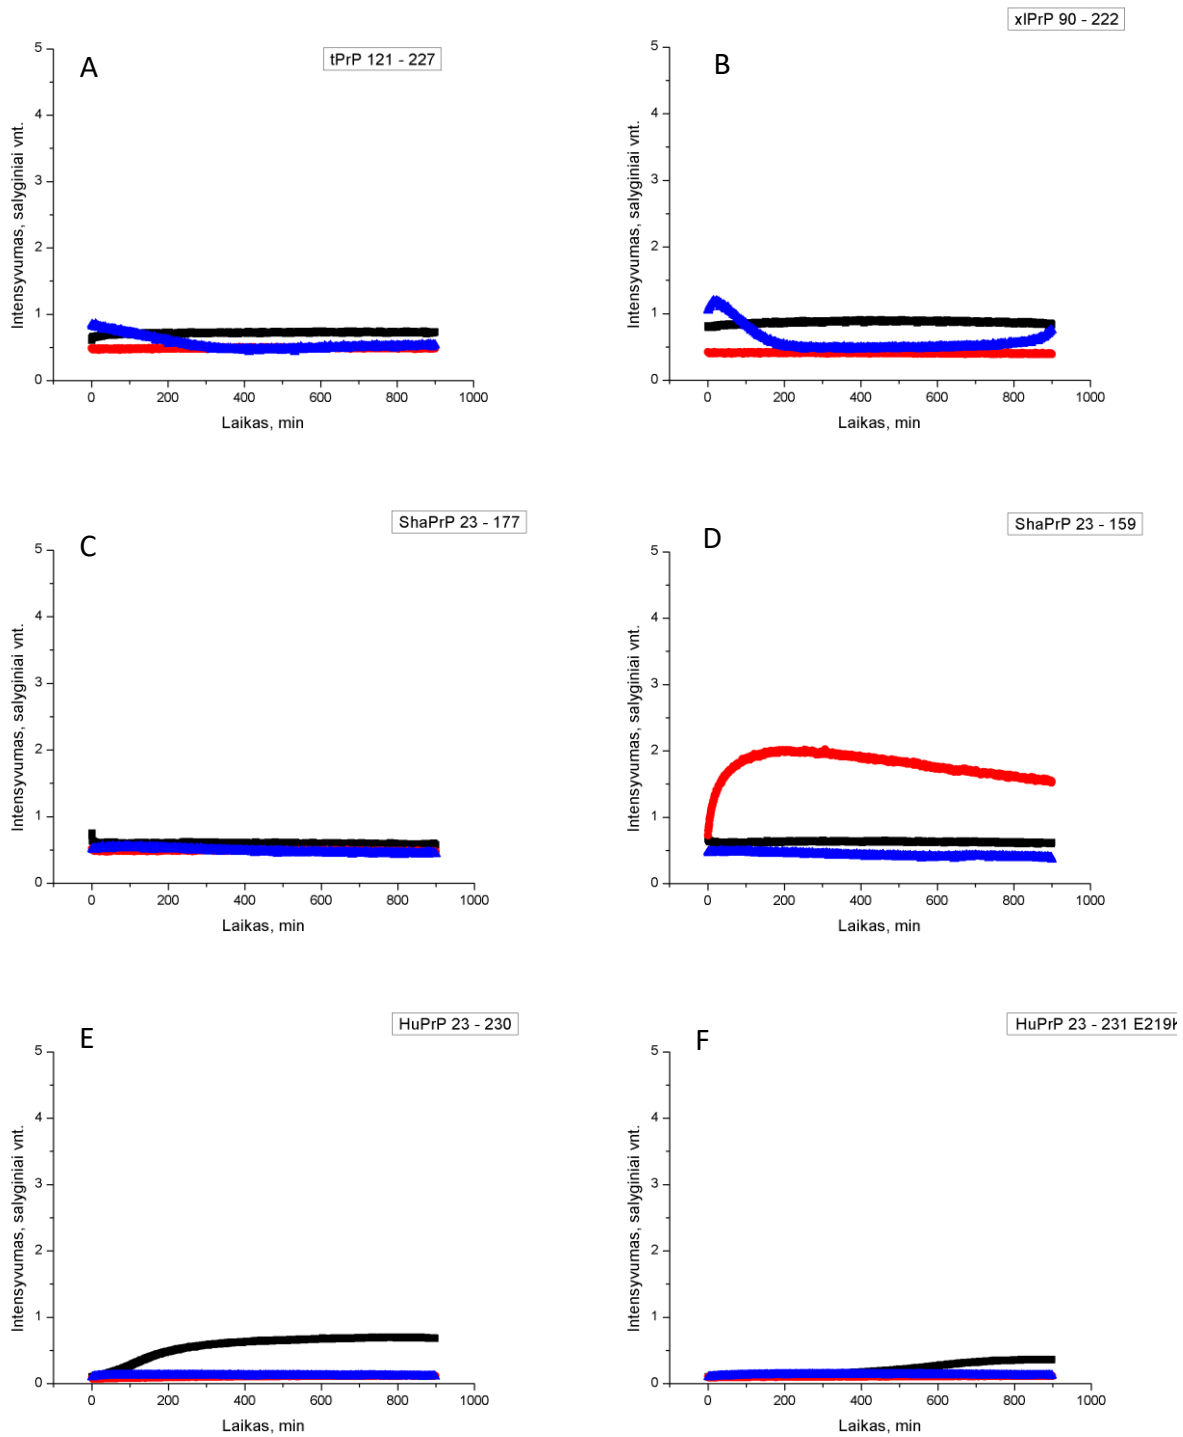 A
tPrP 121 - 227
Intensyvumas, salyginiai vnt.
5
4
3
2
1
0
0 200 400 600 800 1000
Laikas, min
B
xlPrP 90 - 222
Intensyvumas, salyginiai vnt.
5
4
3
2
1
0
0 200 400 600 800 1000
Laikas, min
C
ShaPrP 23 - 177
Intensyvumas, salyginiai vnt.
5
4
3
2
1
0
0 200 400 600 800 1000
Laikas, min
D
ShaPrP 23 - 159
Intensyvumas, salyginiai vnt.
5
4
3
2
1
0
0 200 400 600 800 1000
Laikas, min
E
HuPrP 23 - 230
Intensyvumas, salyginiai vnt.
5
4
3
2
1
0
0 200 400 600 800 1000
Laikas, min
F
HuPrP 23 - 231 E219K
Intensyvumas, salyginiai vnt.
5
4
3
2
1
0
0 200 400 600 800 1000
Laikas, min